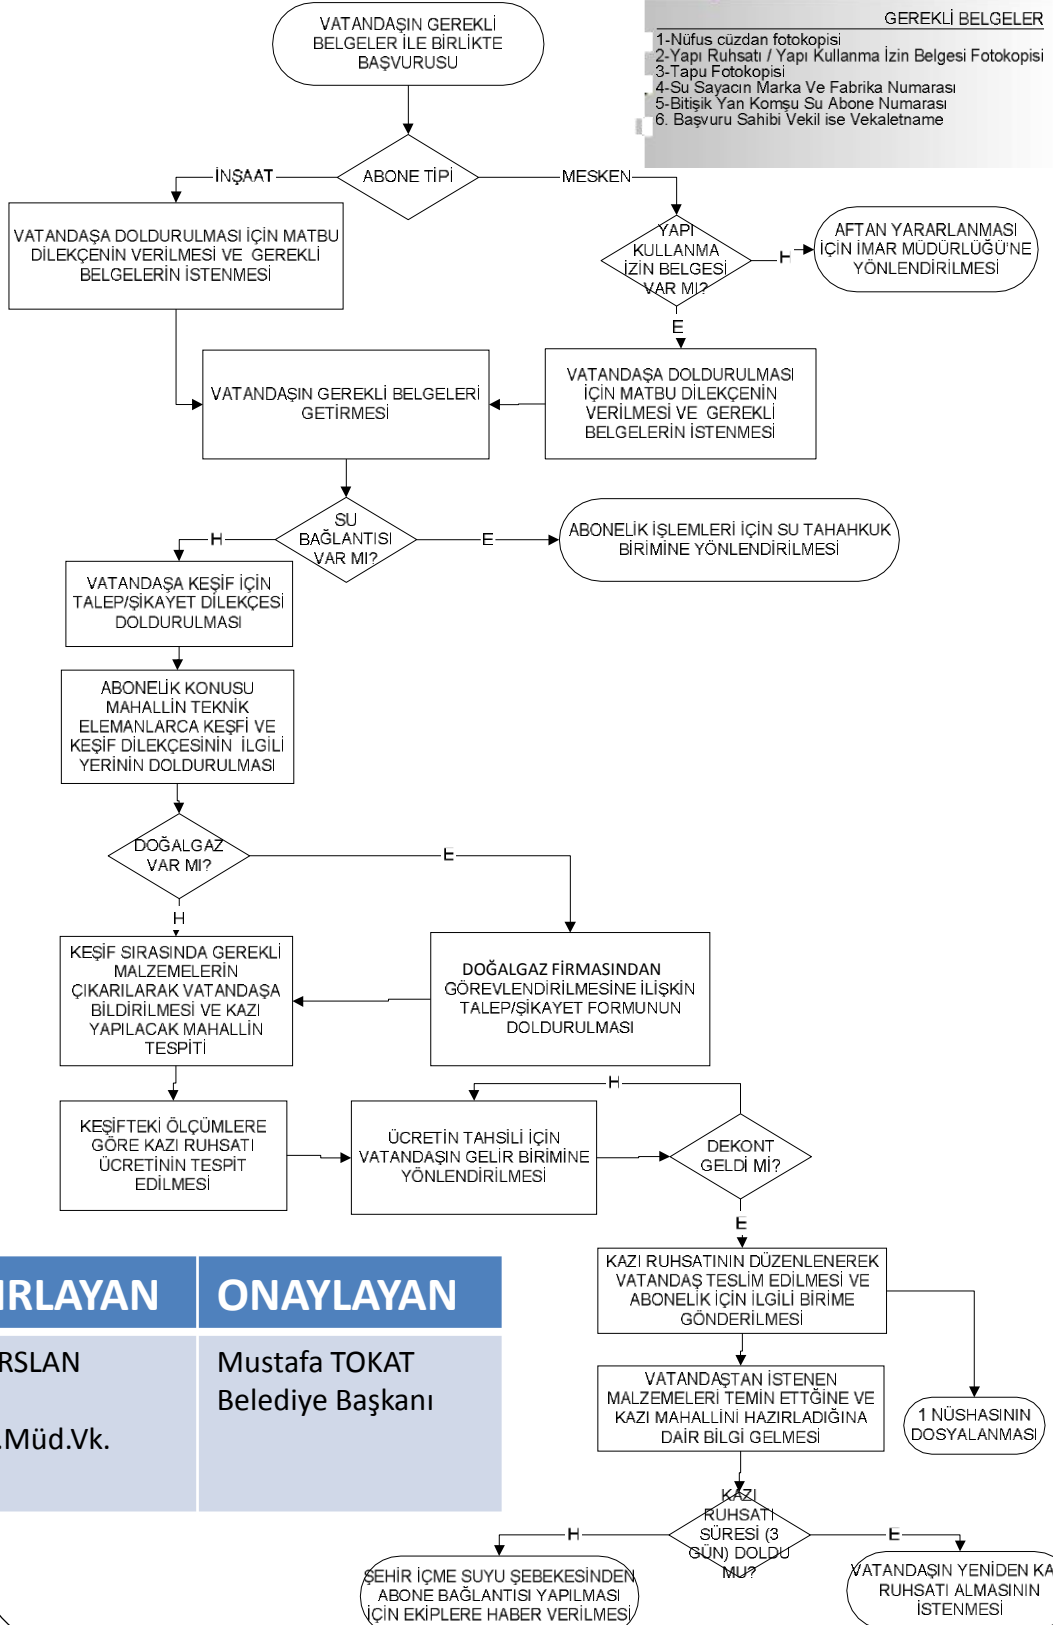 VATANDAŞIN GEREKLİ
BELGELER İLE BİRLİKTE
BAŞVURUSU
GEREKLİ BELGELER
1-Nüfus cüzdan fotokopisi
2-Yapı Ruhsatı / Yapı Kullanma İzin Belgesi Fotokopisi
3-Tapu Fotokopisi
4-Su Sayacın Marka Ve Fabrika Numarası
5-Bitişik Yan Komşu Su Abone Numarası
6. Başvuru Sahibi Vekil ise Vekaletname
ABONE TİPİ
İNŞAAT
MESKEN
VATANDAŞA DOLDURULMASI İÇİN MATBU
DİLEKÇENİN VERİLMESİ VE GEREKLİ
BELGELERİN İSTENMESİ
YAPI
KULLANMA
İZİN BELGESİ
VAR MI?
H
AFTAN YARARLANMASI
İÇİN İMAR MÜDÜRLÜĞÜ'NE
YÖNLENDİRİLMESİ
E
VATANDAŞIN GEREKLİ BELGELERİ
GETİRMESİ
VATANDAŞA DOLDURULMASI
İÇİN MATBU DİLEKÇENİN
VERİLMESİ VE GEREKLİ
BELGELERİN İSTENMESİ
SU
BAĞLANTISI
VAR MI?
H
E
ABONELİK İŞLEMLERİ İÇİN SU TAHAHKUK
BİRİMİNE YÖNLENDİRİLMESİ
VATANDAŞA KEŞİF İÇİN
TALEP/ŞİKAYET DİLEKÇESİ
DOLDURULMASI
ABONELİK KONUSU
MAHALLİN TEKNİK
ELEMANLARCA KEŞFİ VE
KEŞİF DİLEKÇESİNİN İLGİLİ
YERİNİN DOLDURULMASI
DOĞALGAZ
VAR MI?
E
H
KEŞİF SIRASINDA GEREKLİ
MALZEMELERİN
ÇIKARILARAK VATANDAŞA
BİLDİRİLMESİ VE KAZI
YAPILACAK MAHALLİN
TESPİTİ
DOĞALGAZ FİRMASINDAN
GÖREVLENDİRİLMESİNE İLİŞKİN
TALEP/ŞİKAYET FORMUNUN
DOLDURULMASI
H
KEŞİFTEKİ ÖLÇÜMLERE
GÖRE KAZI RUHSATI
ÜCRETİNİN TESPİT
EDİLMESİ
ÜCRETİN TAHSİLİ İÇİN
VATANDAŞIN GELİR BİRİMİNE
YÖNLENDİRİLMESİ
DEKONT
GELDİ Mİ?
E
KAZI RUHSATININ DÜZENLENEREK
VATANDAŞ TESLİM EDİLMESİ VE
ABONELİK İÇİN İLGİLİ BİRİME
GÖNDERİLMESİ
IRLAYAN
ONAYLAYAN
RSLAN
.Müd.Vk.
Mustafa TOKAT
Belediye Başkanı
VATANDAŞTAN İSTENEN
MALZEMELERİ TEMİN ETTĞİNE VE
KAZI MAHALLİNİ HAZIRLADIĞINA
DAİR BİLGİ GELMESİ
1 NÜSHASININ
DOSYALANMASI
KAZI
RUHSATI
SÜRESİ (3
GÜN) DOLDU
MU?
H
E
ŞEHİR İÇME SUYU ŞEBEKESİNDEN
ABONE BAĞLANTISI YAPILMASI
İÇİN EKİPLERE HABER VERİLMESİ
VATANDAŞIN YENİDEN KA
RUHSATI ALMASININ
İSTENMESİ